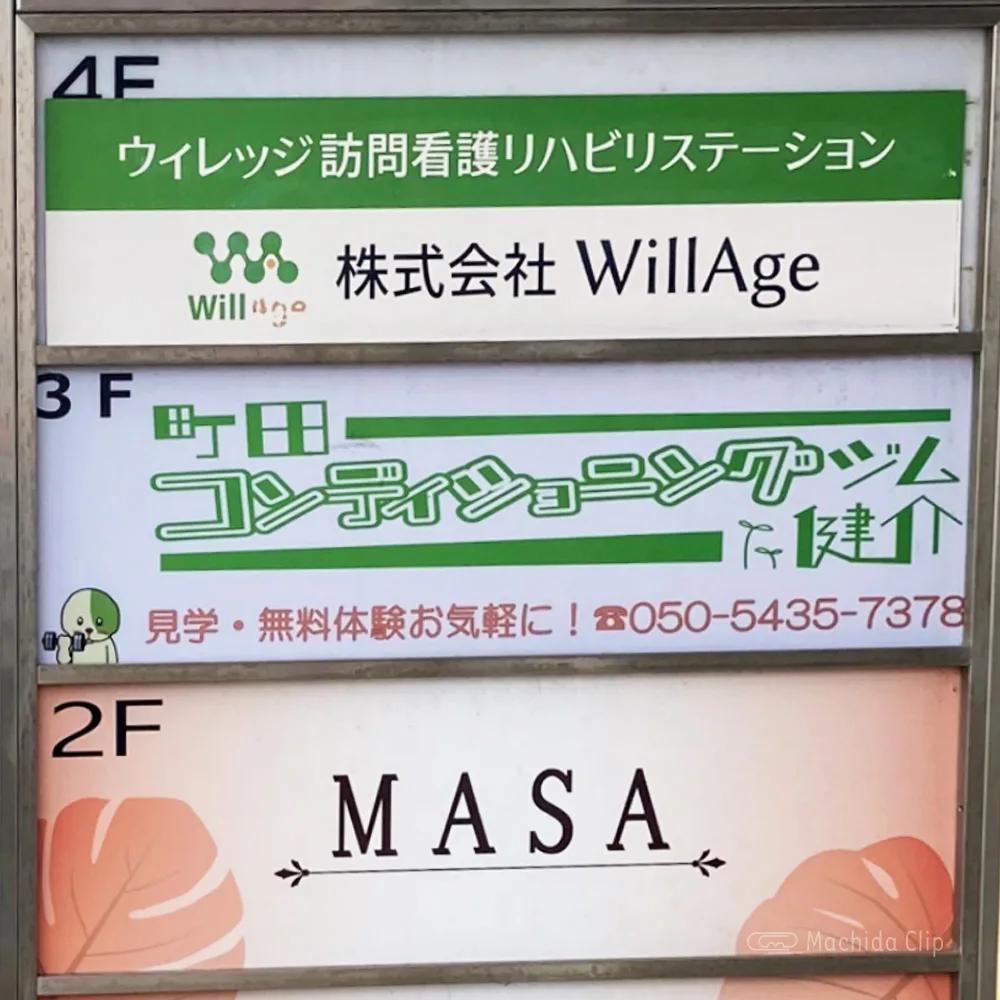 4F
ウィレッジ訪問看護リハビリステーション
Will age
株式会社 WillAge
3F
町田
コンディショニングジム
健介
見学・無料体験お気軽に！☎050-5435-7378
2F
MASA
Machida Clip